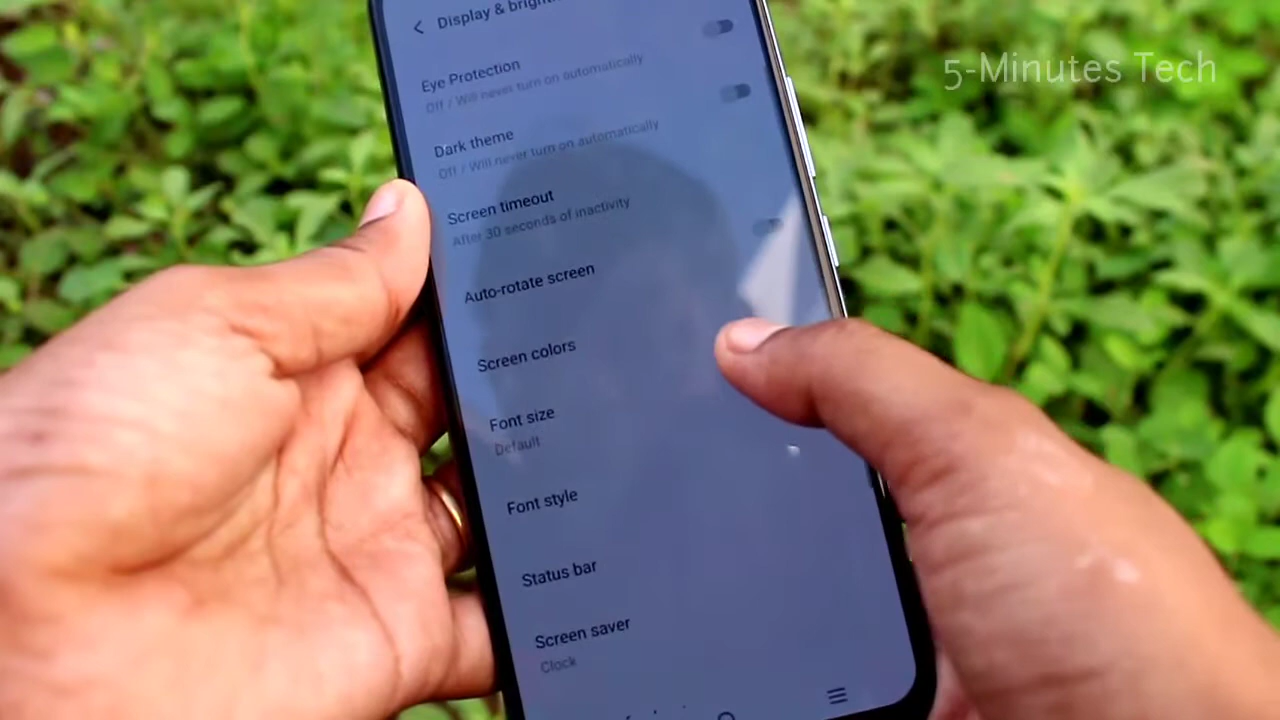 5-Minutes Tech
Display &
Eye Protection
Off / Will never turn on automatically
Dark theme
Off / Will never turn on automatically
Screen timeout
After 30 seconds of inactivity
Auto-rotate screen
Screen colors
Font size
Default
Font style
Status bar
Screen saver
Clock